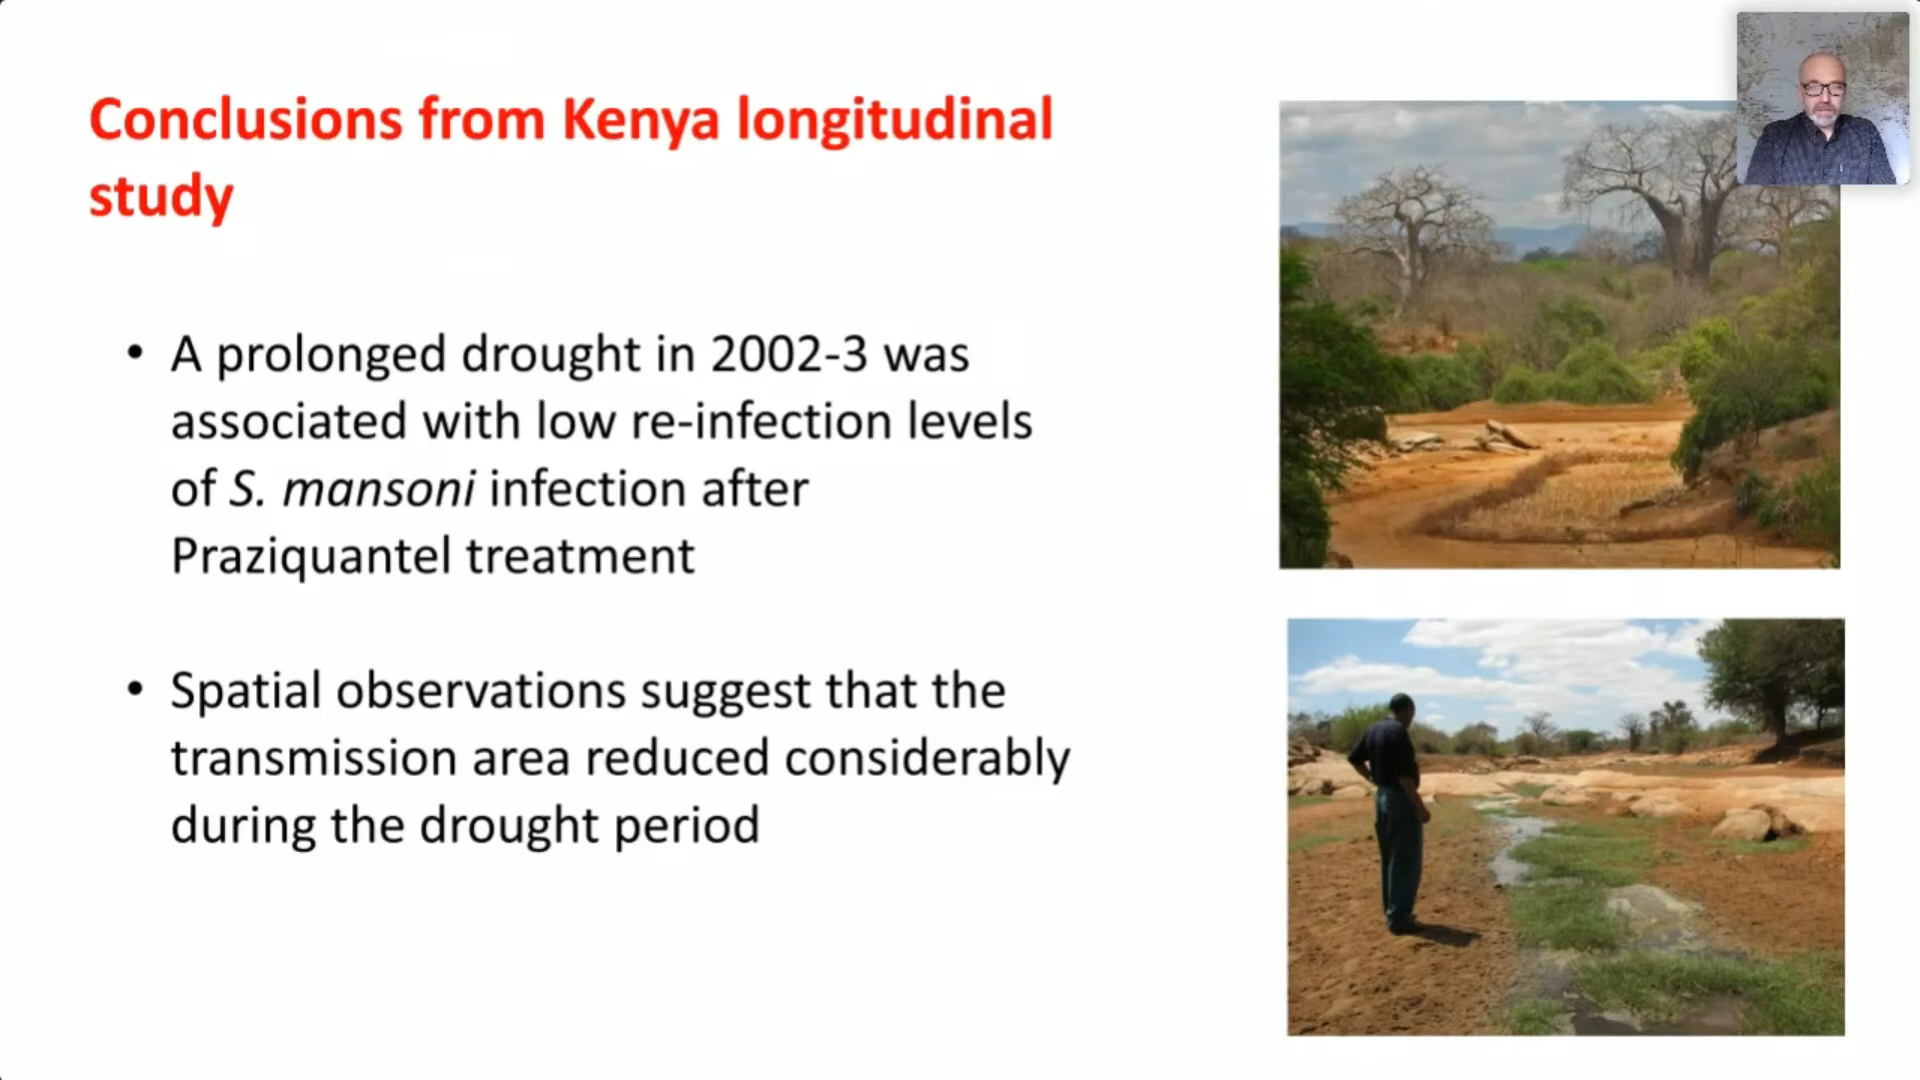 Conclusions from Kenya longitudinal
study
• A prolonged drought in 2002-3 was
associated with low re-infection levels
of S. mansoni infection after
Praziquantel treatment
• Spatial observations suggest that the
transmission area reduced considerably
during the drought period